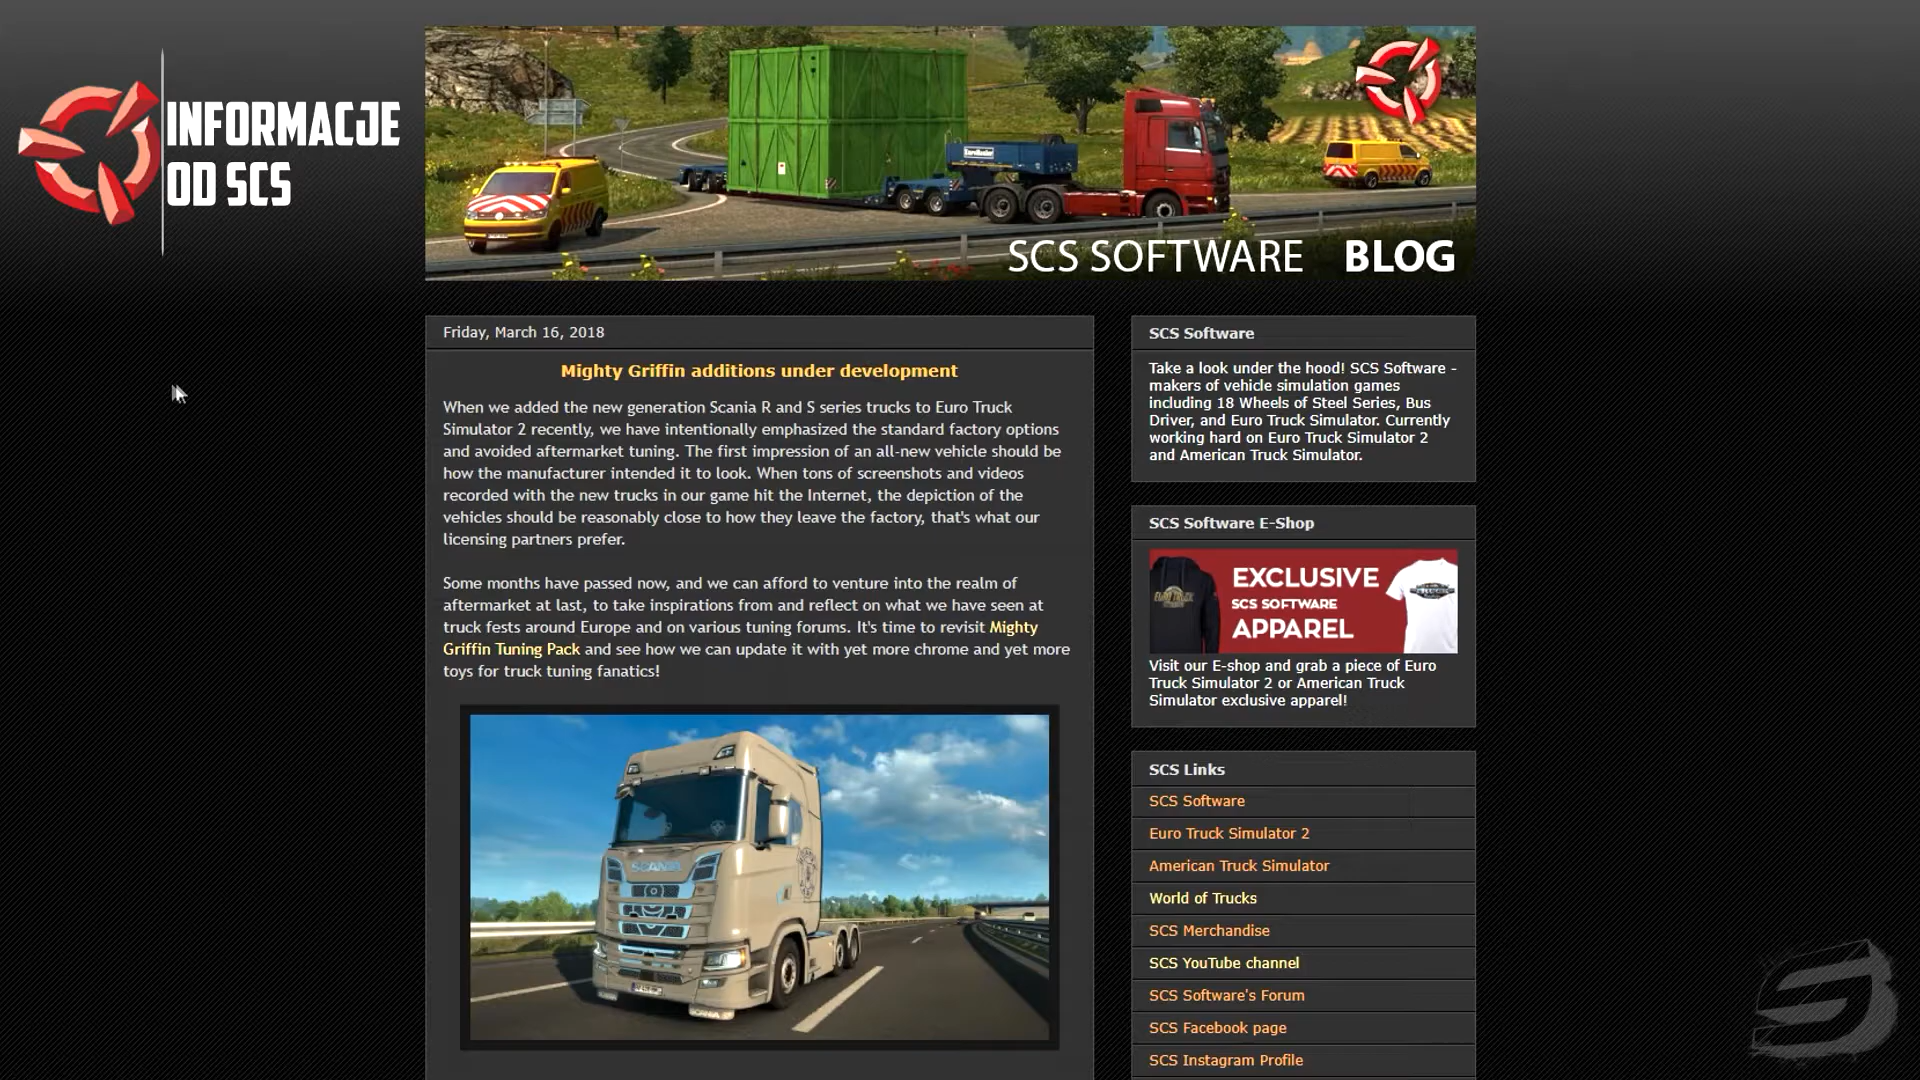 INFORMACJE
OD SCS
SCS SOFTWARE BLOG
Friday, March 16, 2018
Mighty Griffin additions under development
When we added the new generation Scania R and S series trucks to Euro Truck
Simulator 2 recently, we have intentionally emphasized the standard factory options
and avoided aftermarket tuning. The first impression of an all-new vehicle should be
how the manufacturer intended it to look. When tons of screenshots and videos
recorded with the new trucks in our game hit the Internet, the depiction of the
vehicles should be reasonably close to how they leave the factory, that's what our
licensing partners prefer.
Some months have passed now, and we can afford to venture into the realm of
aftermarket at last, to take inspirations from and reflect on what we have seen at
truck fests around Europe and on various tuning forums. It's time to revisit Mighty
Griffin Tuning Pack and see how we can update it with yet more chrome and yet more
toys for truck tuning fanatics!
SCANIA
SCS Software
Take a look under the hood! SCS Software -
makers of vehicle simulation games
including 18 Wheels of Steel Series, Bus
Driver, and Euro Truck Simulator. Currently
working hard on Euro Truck Simulator 2
and American Truck Simulator.
SCS Software E-Shop
EXCLUSIVE
SCS SOFTWARE
APPAREL
Visit our E-shop and grab a piece of Euro
Truck Simulator 2 or American Truck
Simulator exclusive apparel!
SCS Links
SCS Software
Euro Truck Simulator 2
American Truck Simulator
World of Trucks
SCS Merchandise
SCS YouTube channel
SCS Software's Forum
SCS Facebook page
SCS Instagram Profile